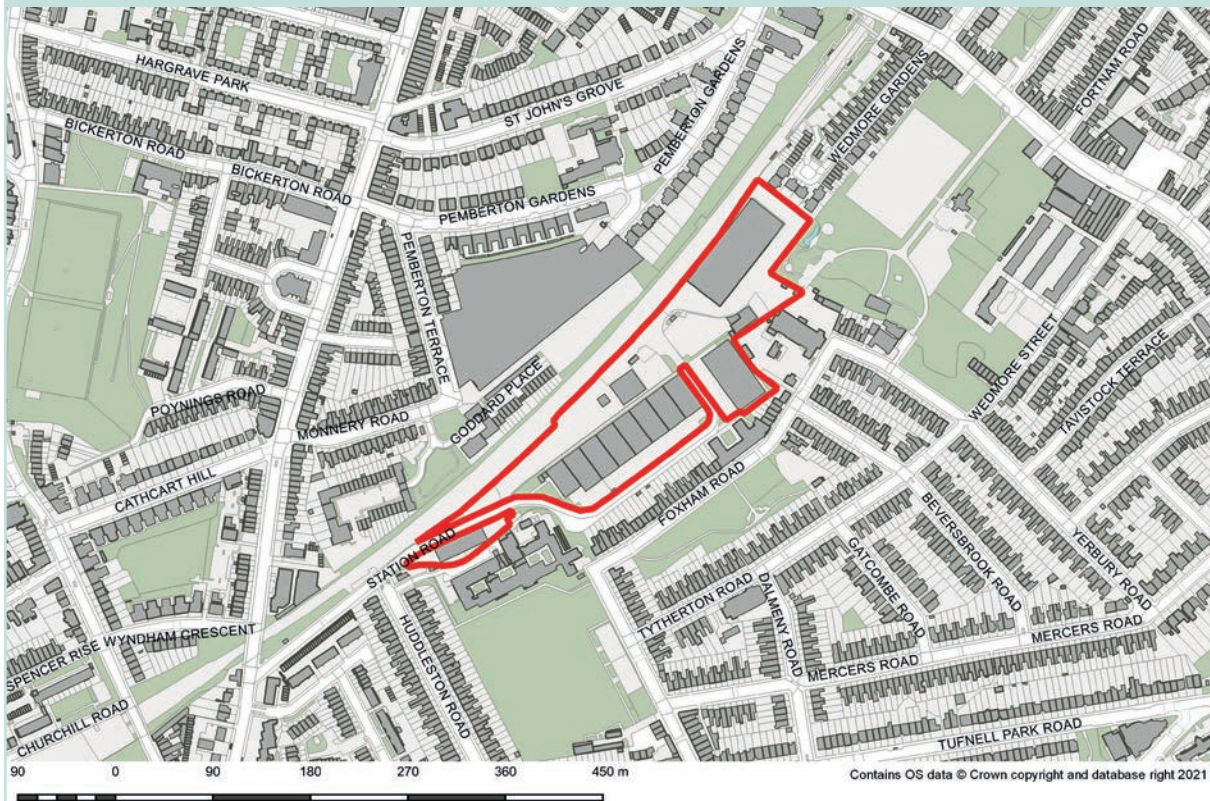 HARGRAVE PARK
ST JOHN'S GROVE
PEMBERTON GARDENS
WEDMORE GARDENS
FORTNAM ROAD
BICKERTON ROAD
BICKERTON ROAD
PEMBERTON GARDENS
PEMBERTON TERRACE
WEDMORE STREET
TAVISTOCK TERRACE
POYNINGS ROAD
MONNERY ROAD
GODDARD PLACE
CATHCART HILL
FOXHAM ROAD
BEVERSBROOK ROAD
YERBURY ROAD
STATION ROAD
GATCOMBE ROAD
TYTHERTON ROAD
DALMENY ROAD
MERCERS ROAD
MERCERS ROAD
SPENCER RISE
WYNDHAM CRESCENT
HUDDLESTON ROAD
CHURCHILL ROAD
TUFNELL PARK ROAD
90 0 90 180 270 360 450 m
Contains OS data © Crown copyright and database right 2021